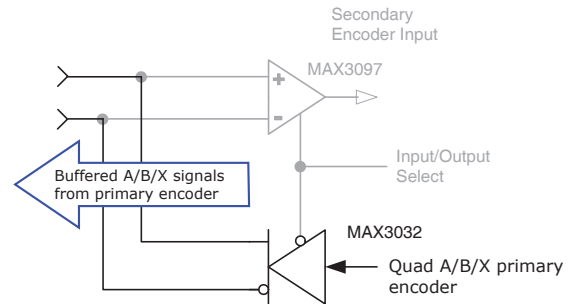 Secondary
Encoder Input
MAX3097
+
-
Buffered A/B/X signals
from primary encoder
Input/Output
Select
MAX3032
Quad A/B/X primary
encoder